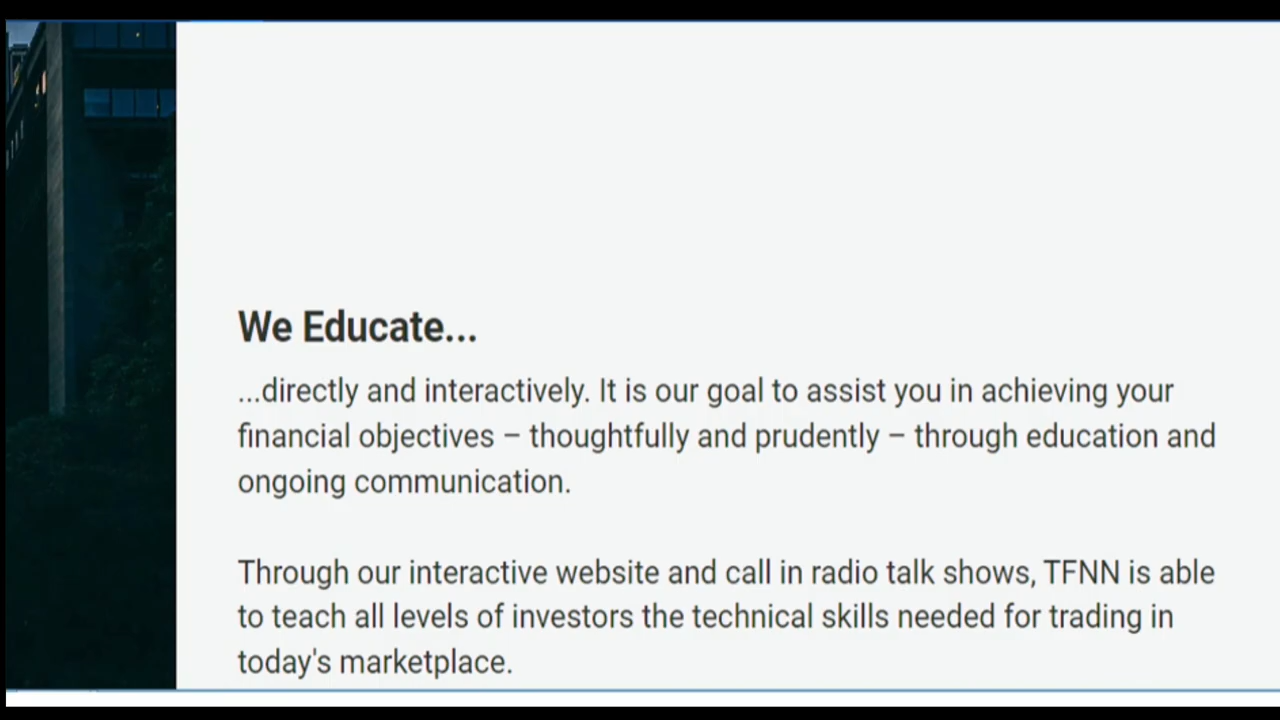 We Educate...
...directly and interactively. It is our goal to assist you in achieving your
financial objectives – thoughtfully and prudently – through education and
ongoing communication.
Through our interactive website and call in radio talk shows, TFNN is able
to teach all levels of investors the technical skills needed for trading in
today's marketplace.